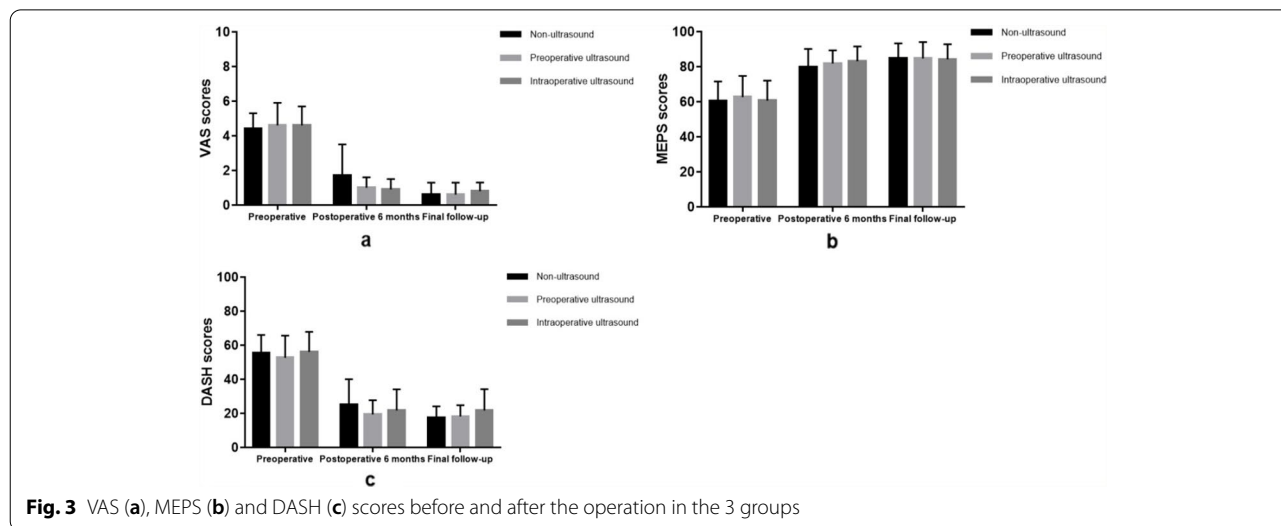 10
8
6
4
2
0
VAS scores
Non-ultrasound
Preoperative ultrasound
Intraoperative ultrasound
Preoperative Postoperative 6 months Final follow-up
a
100
80
60
40
20
0
MEPS scores
Non-ultrasound
Preoperative ultrasound
Intraoperative ultrasound
Preoperative Postoperative 6 months Final follow-up
b
100
80
60
40
20
0
DASH scores
Non-ultrasound
Preoperative ultrasound
Intraoperative ultrasound
Preoperative Postoperative 6 months Final follow-up
c
Fig. 3 VAS (a), MEPS (b) and DASH (c) scores before and after the operation in the 3 groups